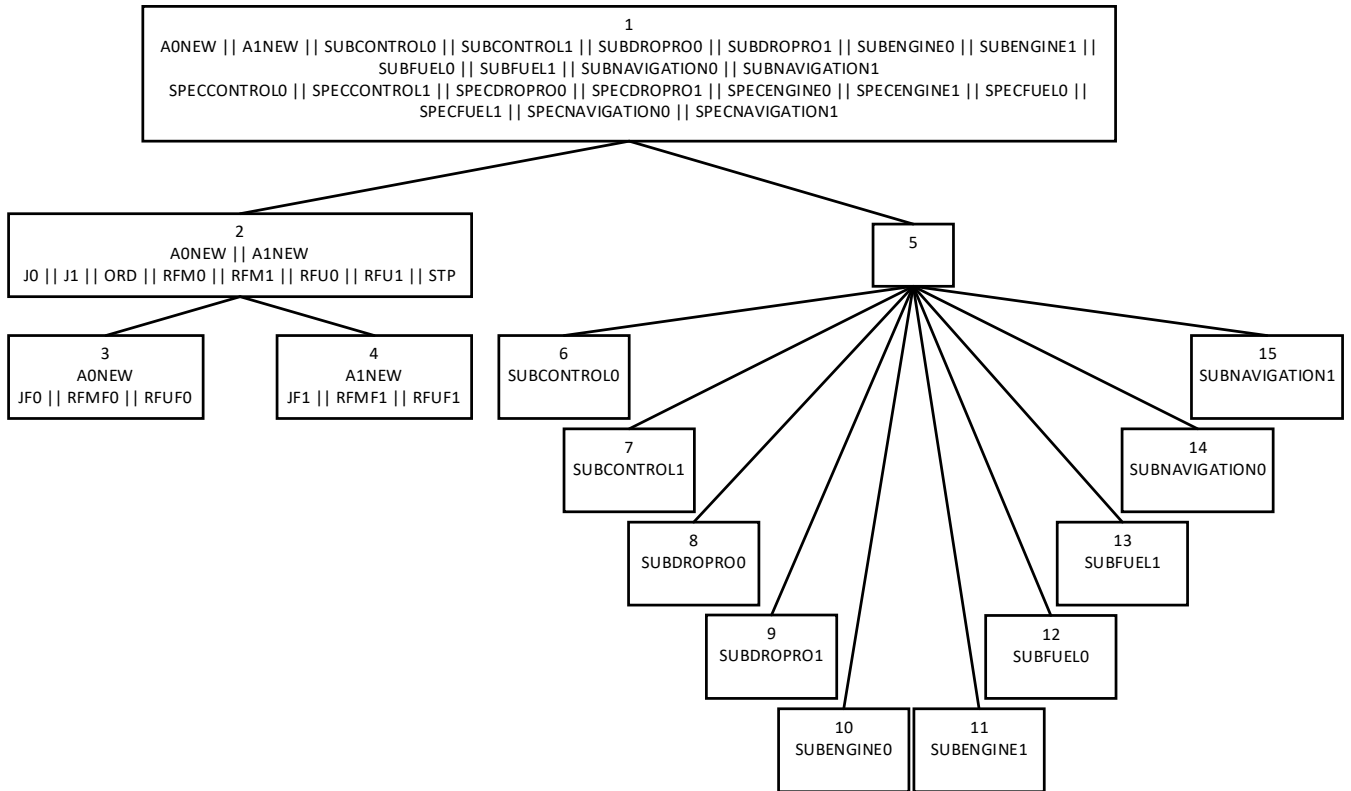 1
A0NEW || A1NEW || SUBCONTROL0 || SUBCONTROL1 || SUBDROPRO0 || SUBDROPRO1 || SUBENGINE0 || SUBENGINE1 ||
SUBFUEL0 || SUBFUEL1 || SUBNAVIGATION0 || SUBNAVIGATION1
SPECCONTROL0 || SPECCONTROL1 || SPECDROPRO0 || SPECDROPRO1 || SPECENGINE0 || SPECENGINE1 || SPECFUEL0 ||
SPECFUEL1 || SPECNAVIGATION0 || SPECNAVIGATION1
2
A0NEW || A1NEW
J0 || J1 || ORD || RFM0 || RFM1 || RFU0 || RFU1 || STP
3
A0NEW
JF0 || RFMF0 || RFUF0
4
A1NEW
JF1 || RFMF1 || RFUF1
5
6
SUBCONTROL0
7
SUBCONTROL1
8
SUBDROPRO0
9
SUBDROPRO1
10
SUBENGINE0
11
SUBENGINE1
12
SUBFUEL0
13
SUBFUEL1
14
SUBNAVIGATION0
15
SUBNAVIGATION1